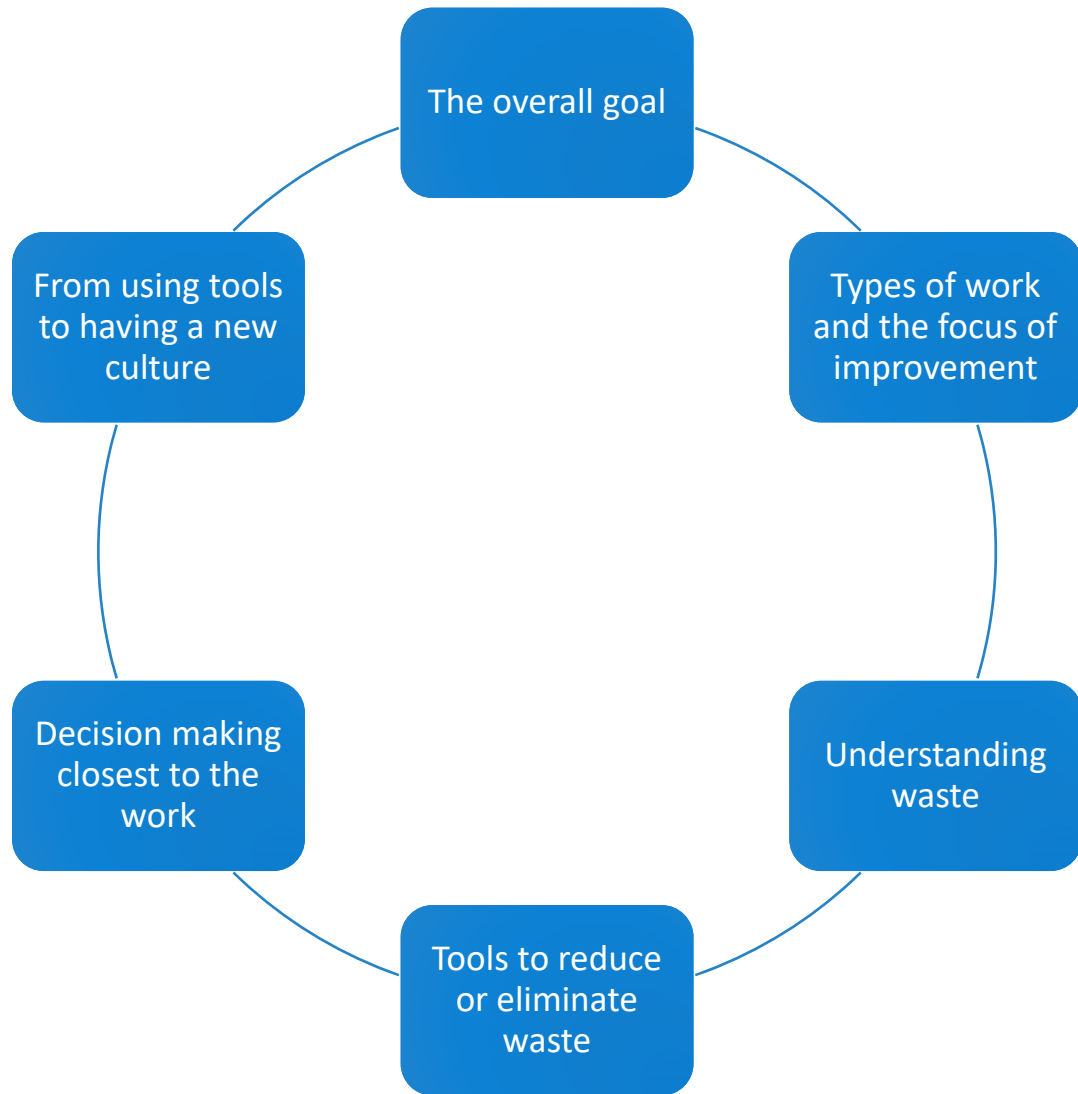 The overall goal
Types of work
and the focus of
improvement
Understanding
waste
Tools to reduce
or eliminate
waste
Decision making
closest to the
work
From using tools
to having a new
culture